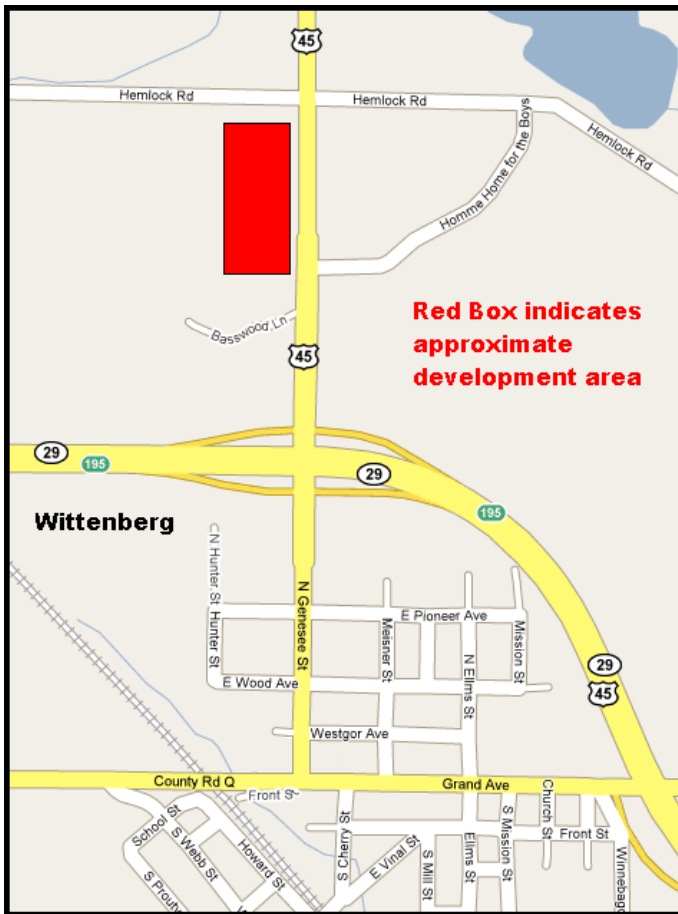 45
Hemlock Rd
Hemlock Rd
Hemlock Rd
Homme Home for the Boys
Red Box indicates
approximate
development area
Basswood Ln
45
29
195
29
195
Wittenberg
N Hunter St
Hunter St
N Genesee St
E Pioneer Ave
Meisner St
N Ellms St
Mission St
29
45
E Wood Ave
Westgor Ave
County Rd Q
Grand Ave
Front St
School St
S Webb St
Howard St
S Cherry St
E Vinal St
S Mill St
Ellms St
S Mission St
Church St
Front St
Winnebago
S Prout